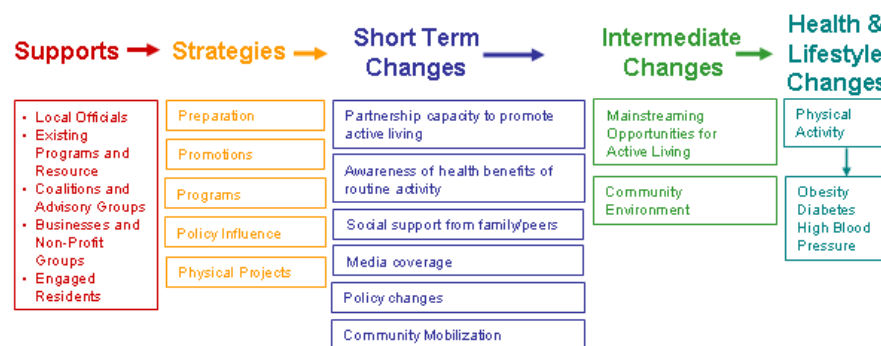 Supports
Strategies
Short Term
Changes
Intermediate
Changes
Health &
Lifestyle
Changes
• Local Officials
• Existing
Programs and
Resource
• Coalitions and
Advisory Groups
• Businesses and
Non-Profit
Groups
• Engaged
Residents
Preparation
Promotions
Programs
Policy Influence
Physical Projects
Partnership capacity to promote
active living
Awareness of health benefits of
routine activity
Social support from family/peers
Media coverage
Policy changes
Community Mobilization
Mainstreaming
Opportunities for
Active Living
Community
Environment
Physical
Activity
Obesity
Diabetes
High Blood
Pressure